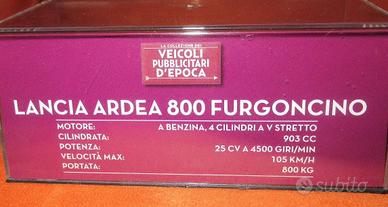 LA COLLEZIONE DEI
VEICOLI
PUBBLICITARI
D'EPOCA
LANCIA ARDEA 800 FURGONCINO
MOTORE: A BENZINA, 4 CILINDRI A V STRETTO
CILINDRATA: 903 CC
POTENZA: 25 CV A 4500 GIRI/MIN
VELOCITÀ MAX: 105 KM/H
PORTATA: 800 KG
subito